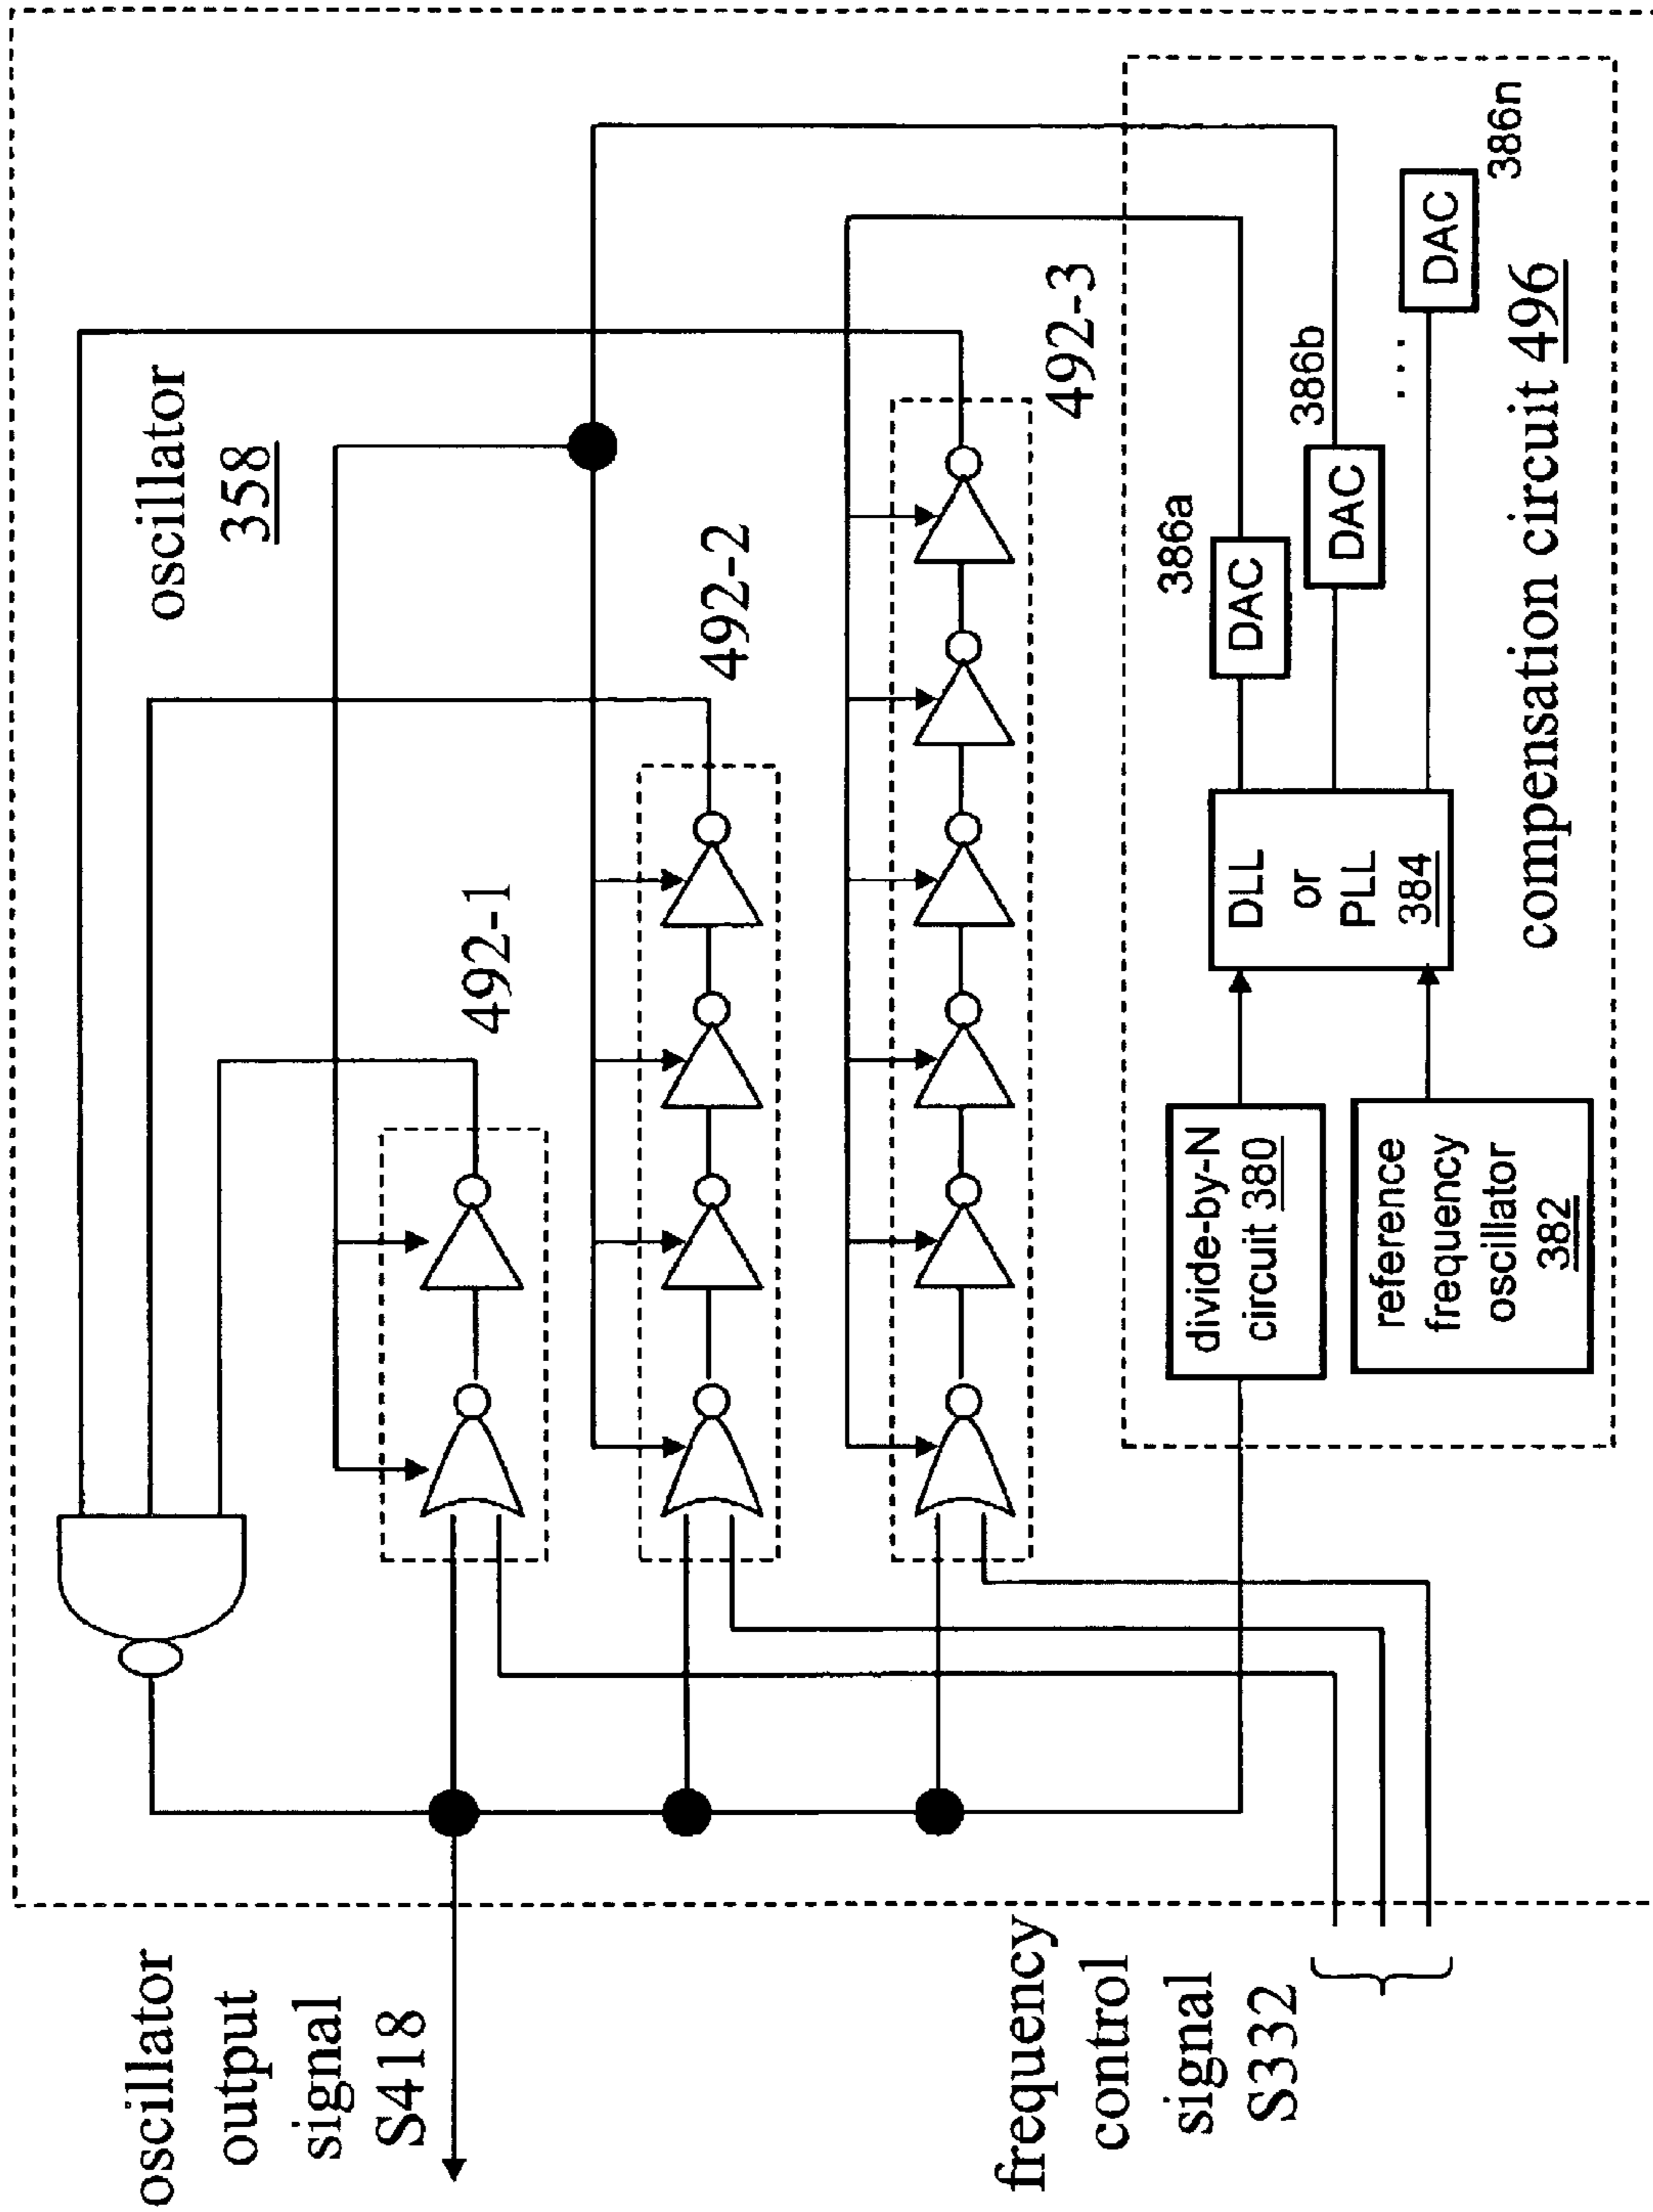 oscillator
output
signal
S418
frequency
control
signal
S332
oscillator
358
492-1
492-2
492-3
divide-by-N
circuit 380
reference
frequency
oscillator
382
DLL
or
PLL
384
386a
DAC
386b
DAC
...
DAC
386n
compensation circuit 496